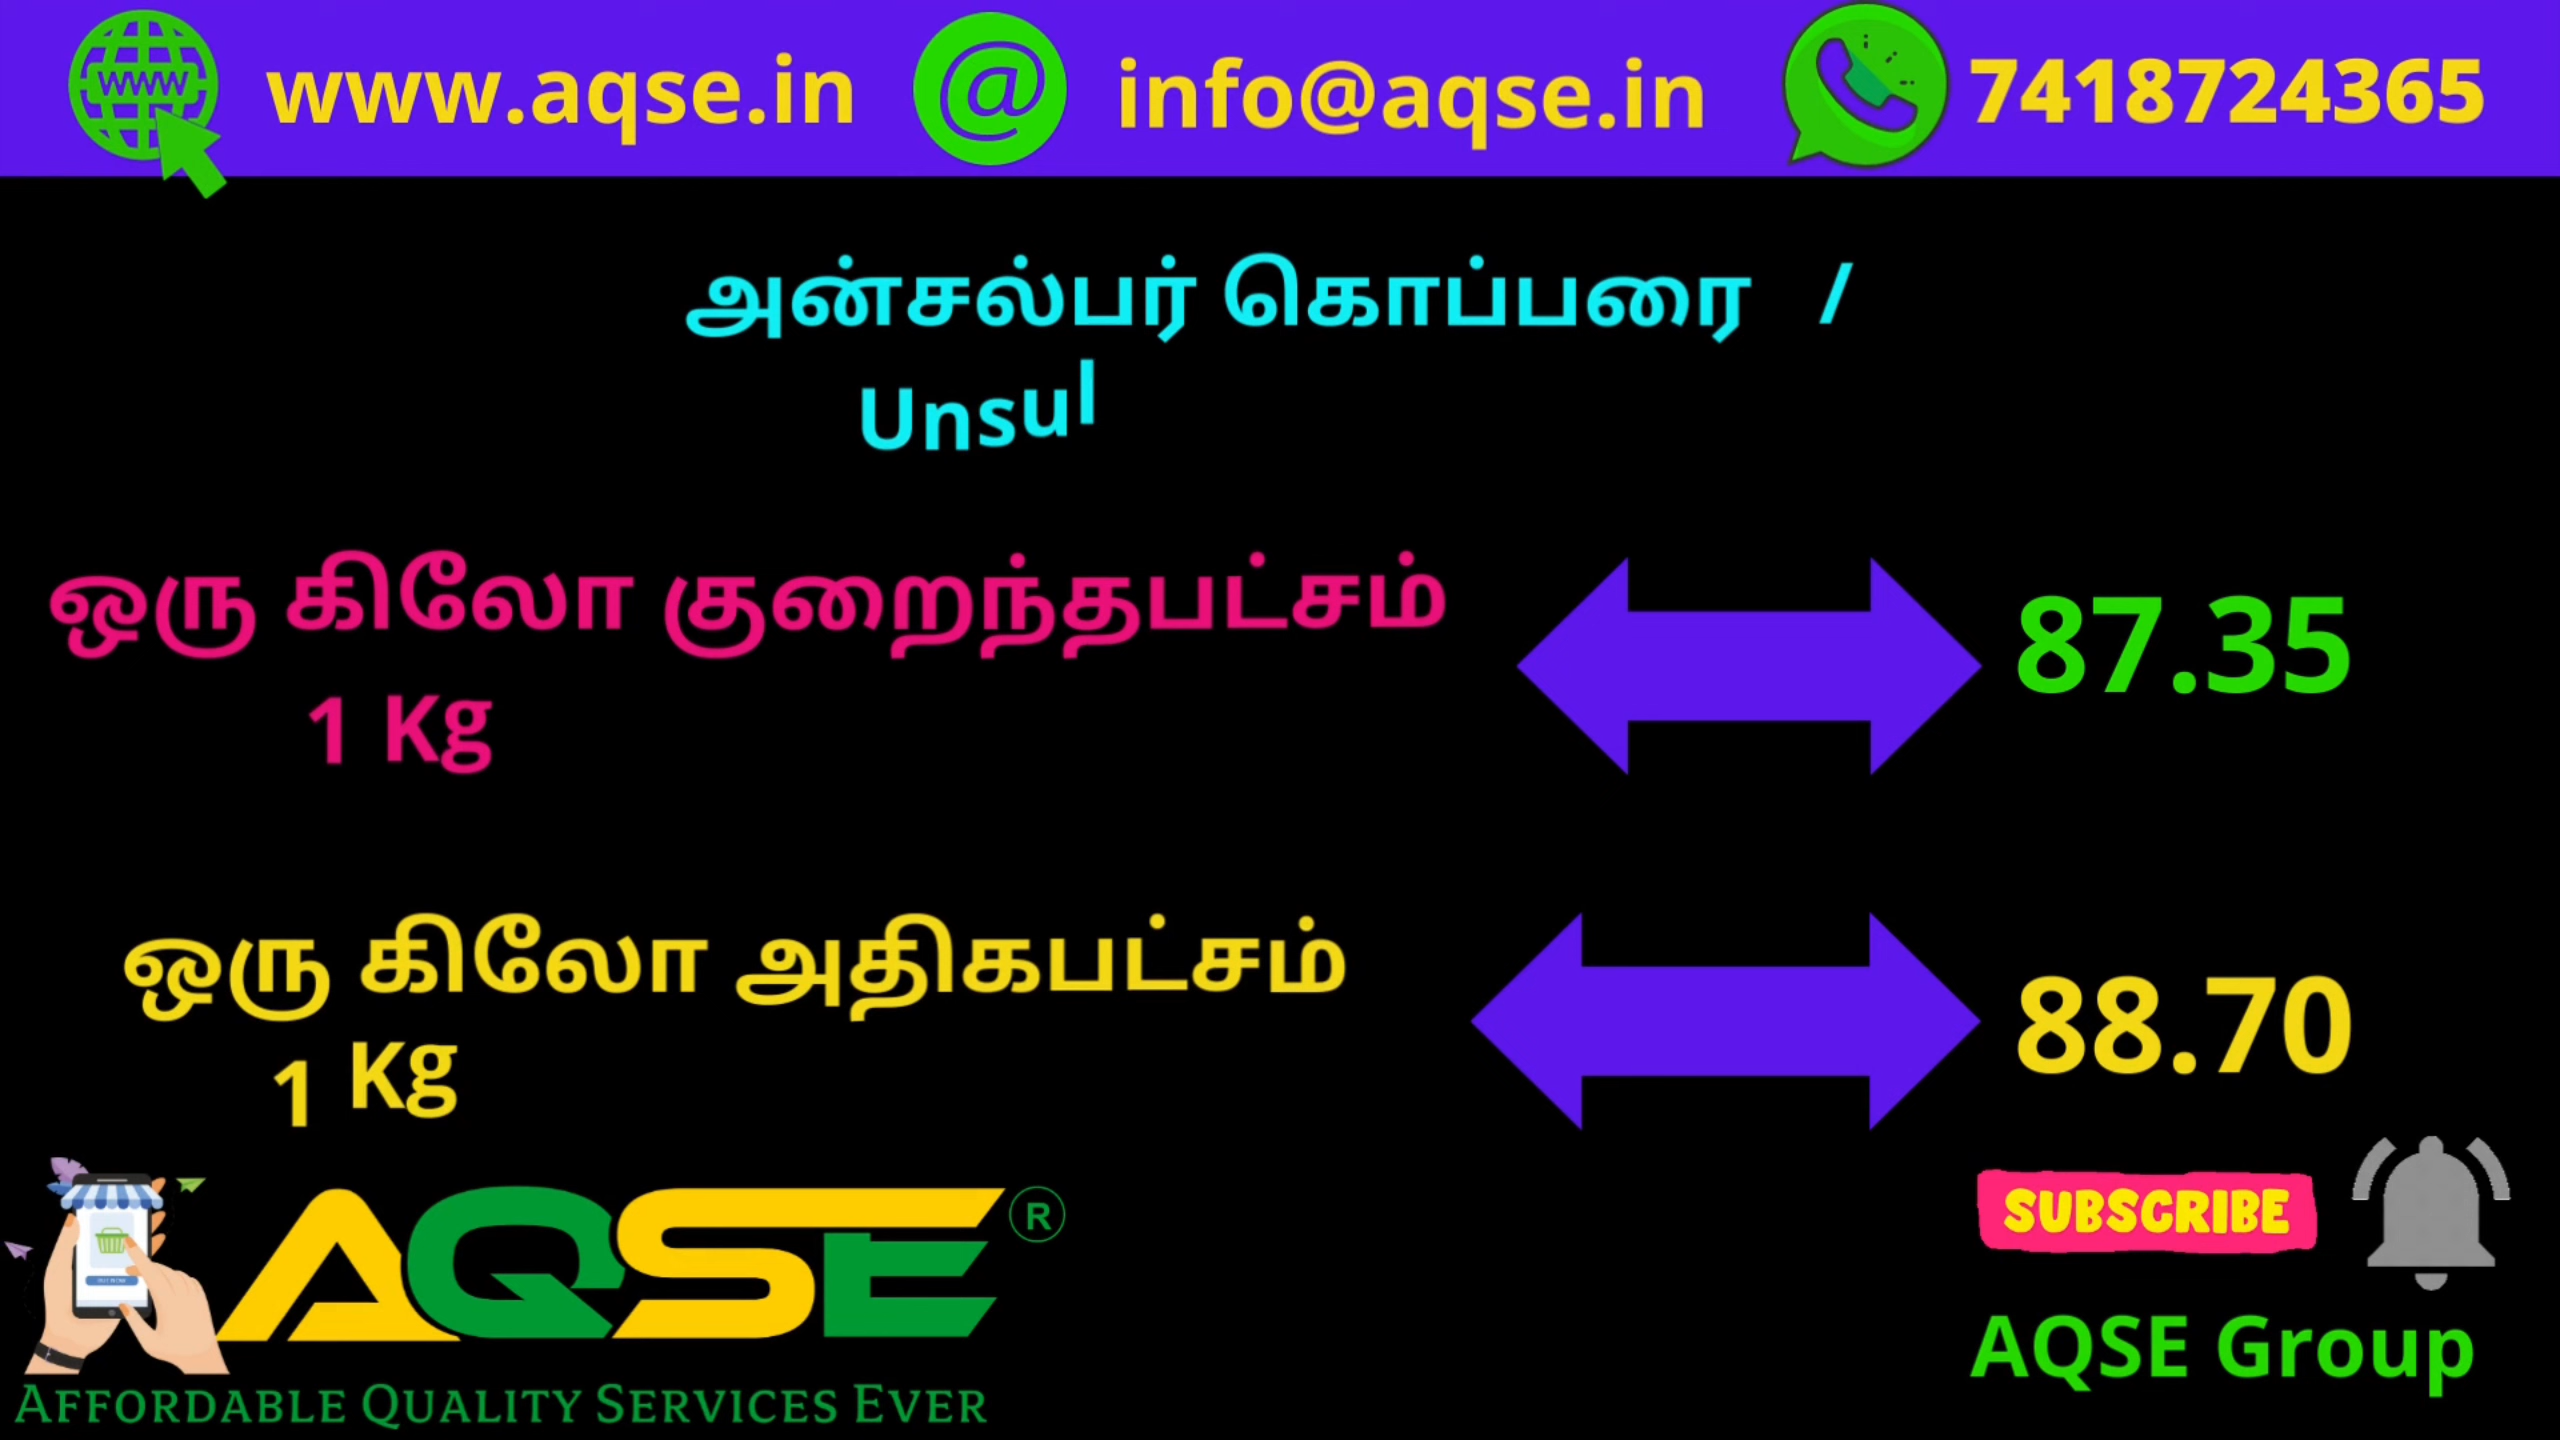 www
www.aqse.in
@
info@aqse.in
7418724365
அன்சல்பர் கொப்பரை /
Unsul
ஒரு கிலோ குறைந்தபட்சம்
1 Kg
87.35
ஒரு கிலோ அதிகபட்சம்
1 Kg
88.70
AQSE ®
AFFORDABLE QUALITY SERVICES EVER
SUBSCRIBE
AQSE Group